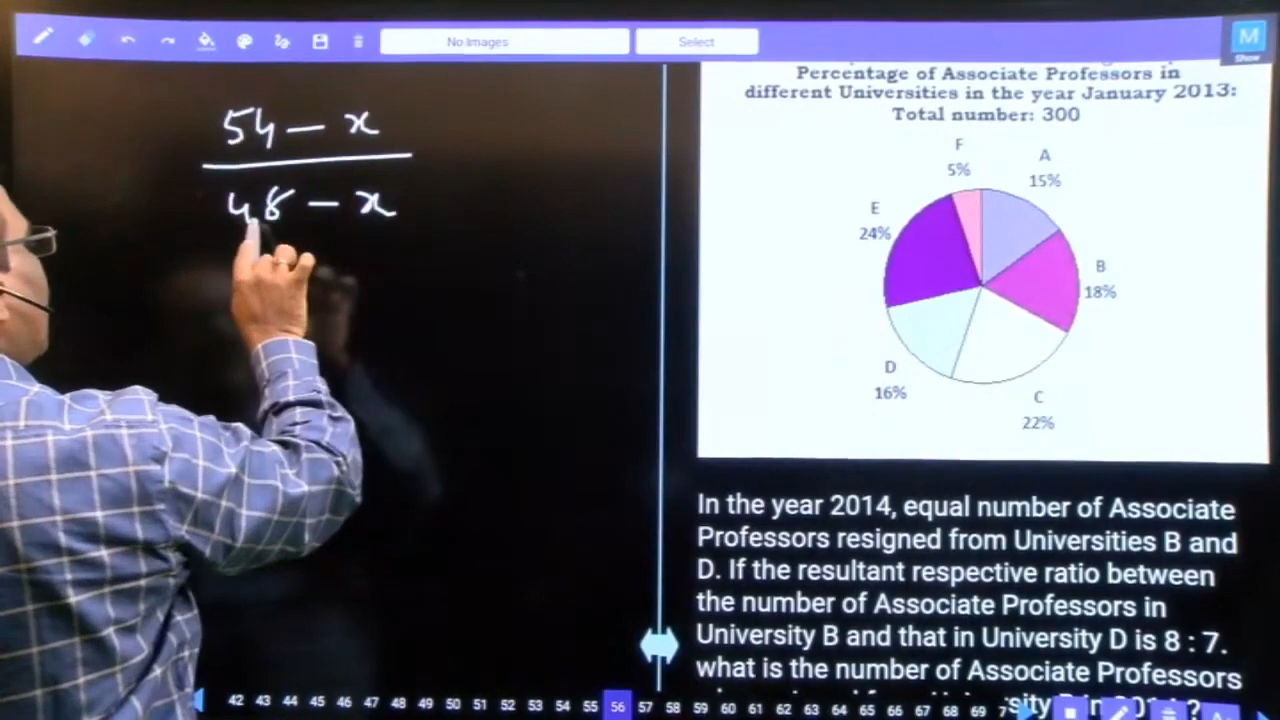 No Images
Select
M
Show
54 - x
48 - x
Percentage of Associate Professors in
different Universities in the year January 2013:
Total number: 300
F
5%
A
15%
E
24%
B
18%
D
16%
C
22%
In the year 2014, equal number of Associate
Professors resigned from Universities B and
D. If the resultant respective ratio between
the number of Associate Professors in
University B and that in University D is 8 : 7.
what is the number of Associate Professors
42 43 44 45 46 47 48 49 50 51 52 53 54 55 56 57 58 59 60 61 62 63 64 65 66 67 68 69